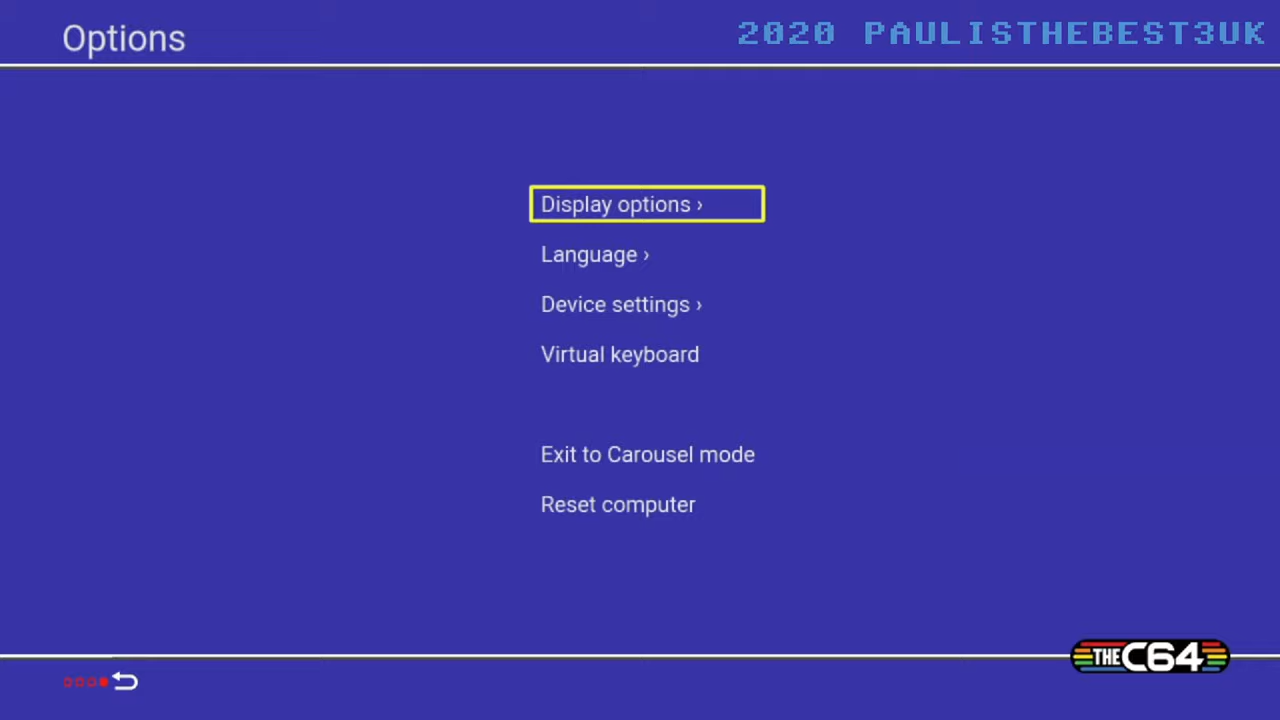 Options
2020 PAULISTHEBEST3UK
Display options ›
Language ›
Device settings ›
Virtual keyboard
Exit to Carousel mode
Reset computer
THEC64